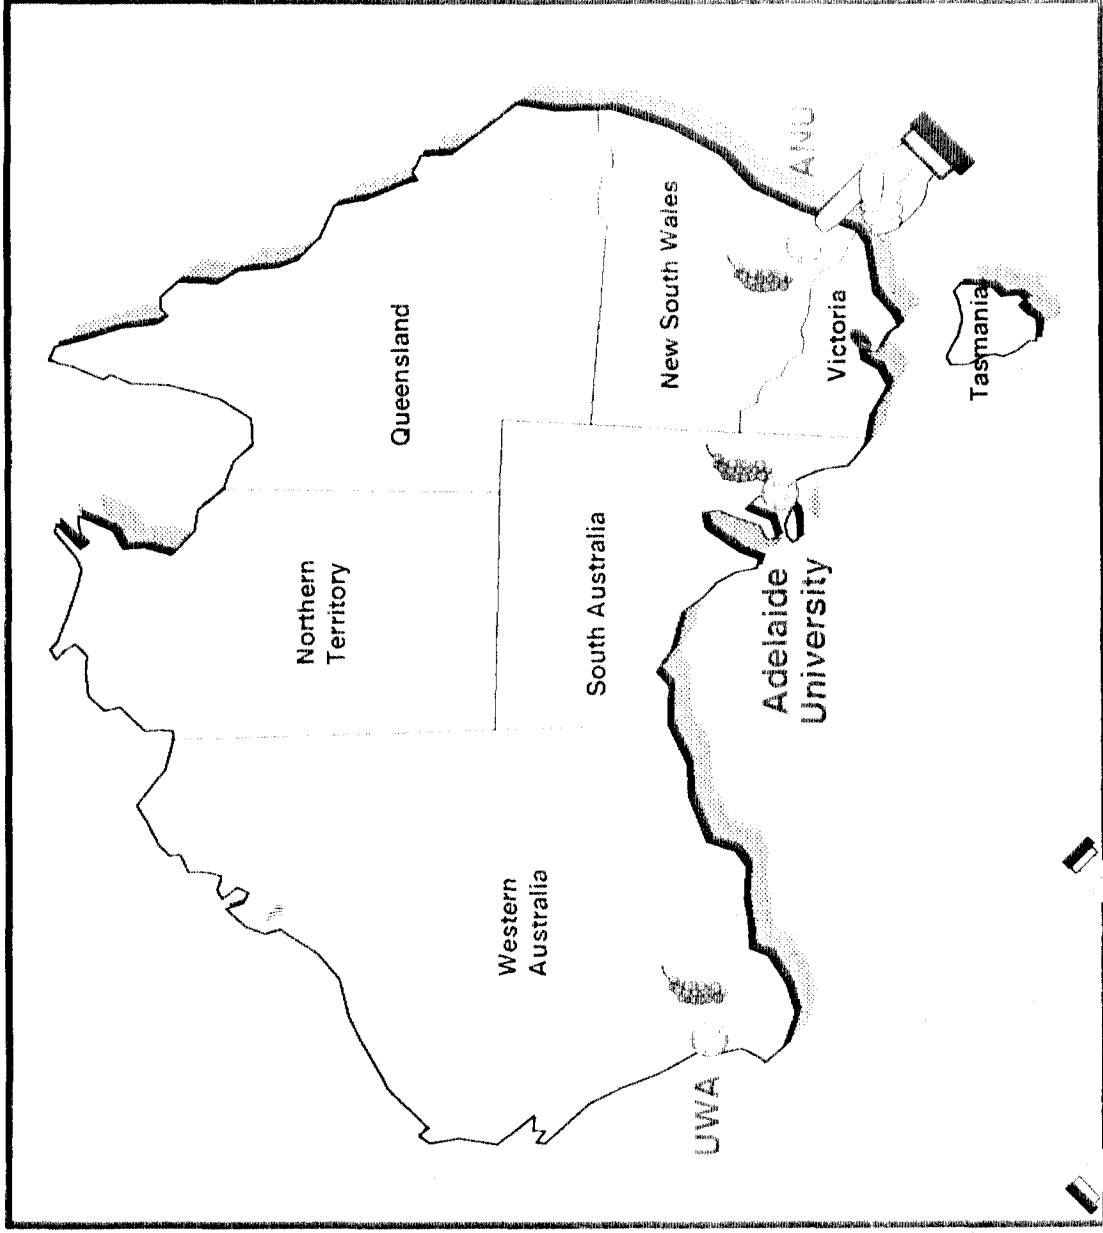 Northern
Territory
Queensland
Western
Australia
South Australia
New South Wales
Victoria
Tasmania
UWA
Adelaide
University
ANU